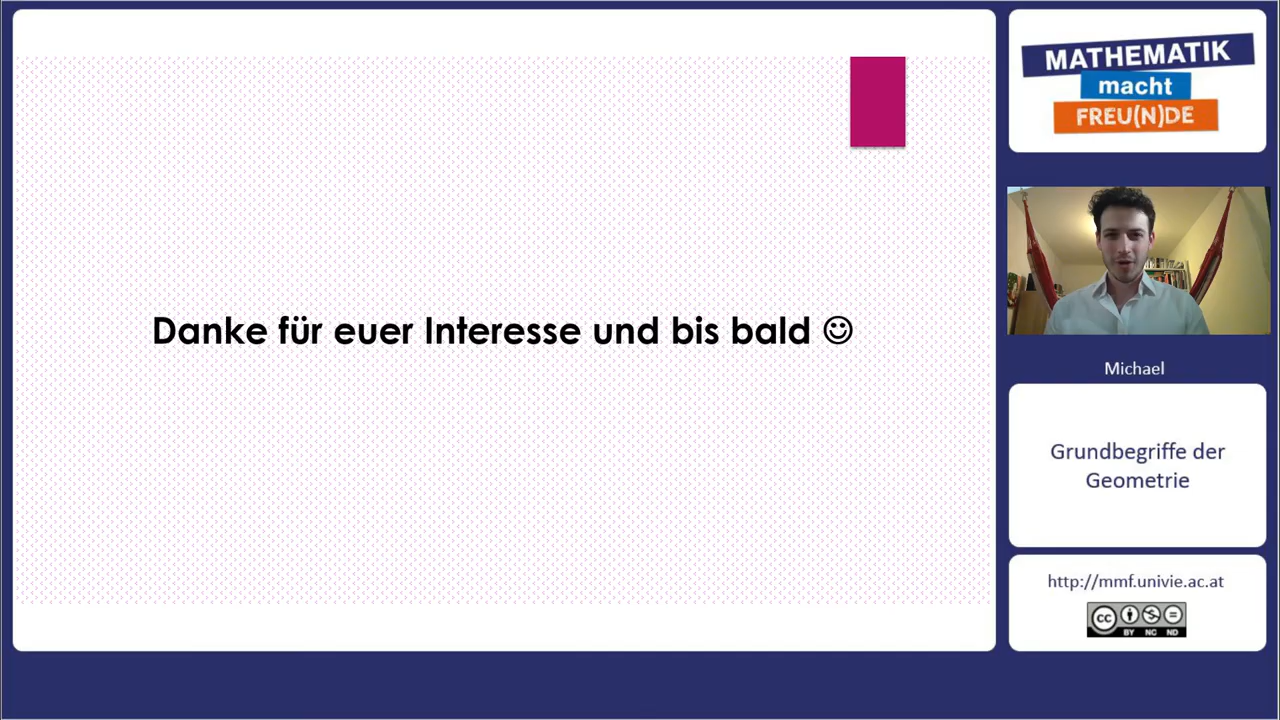 Danke für euer Interesse und bis bald ☺
MATHEMATIK
macht
FREU(N)DE
Michael
Grundbegriffe der
Geometrie
http://mmf.univie.ac.at
cc
BY NC ND